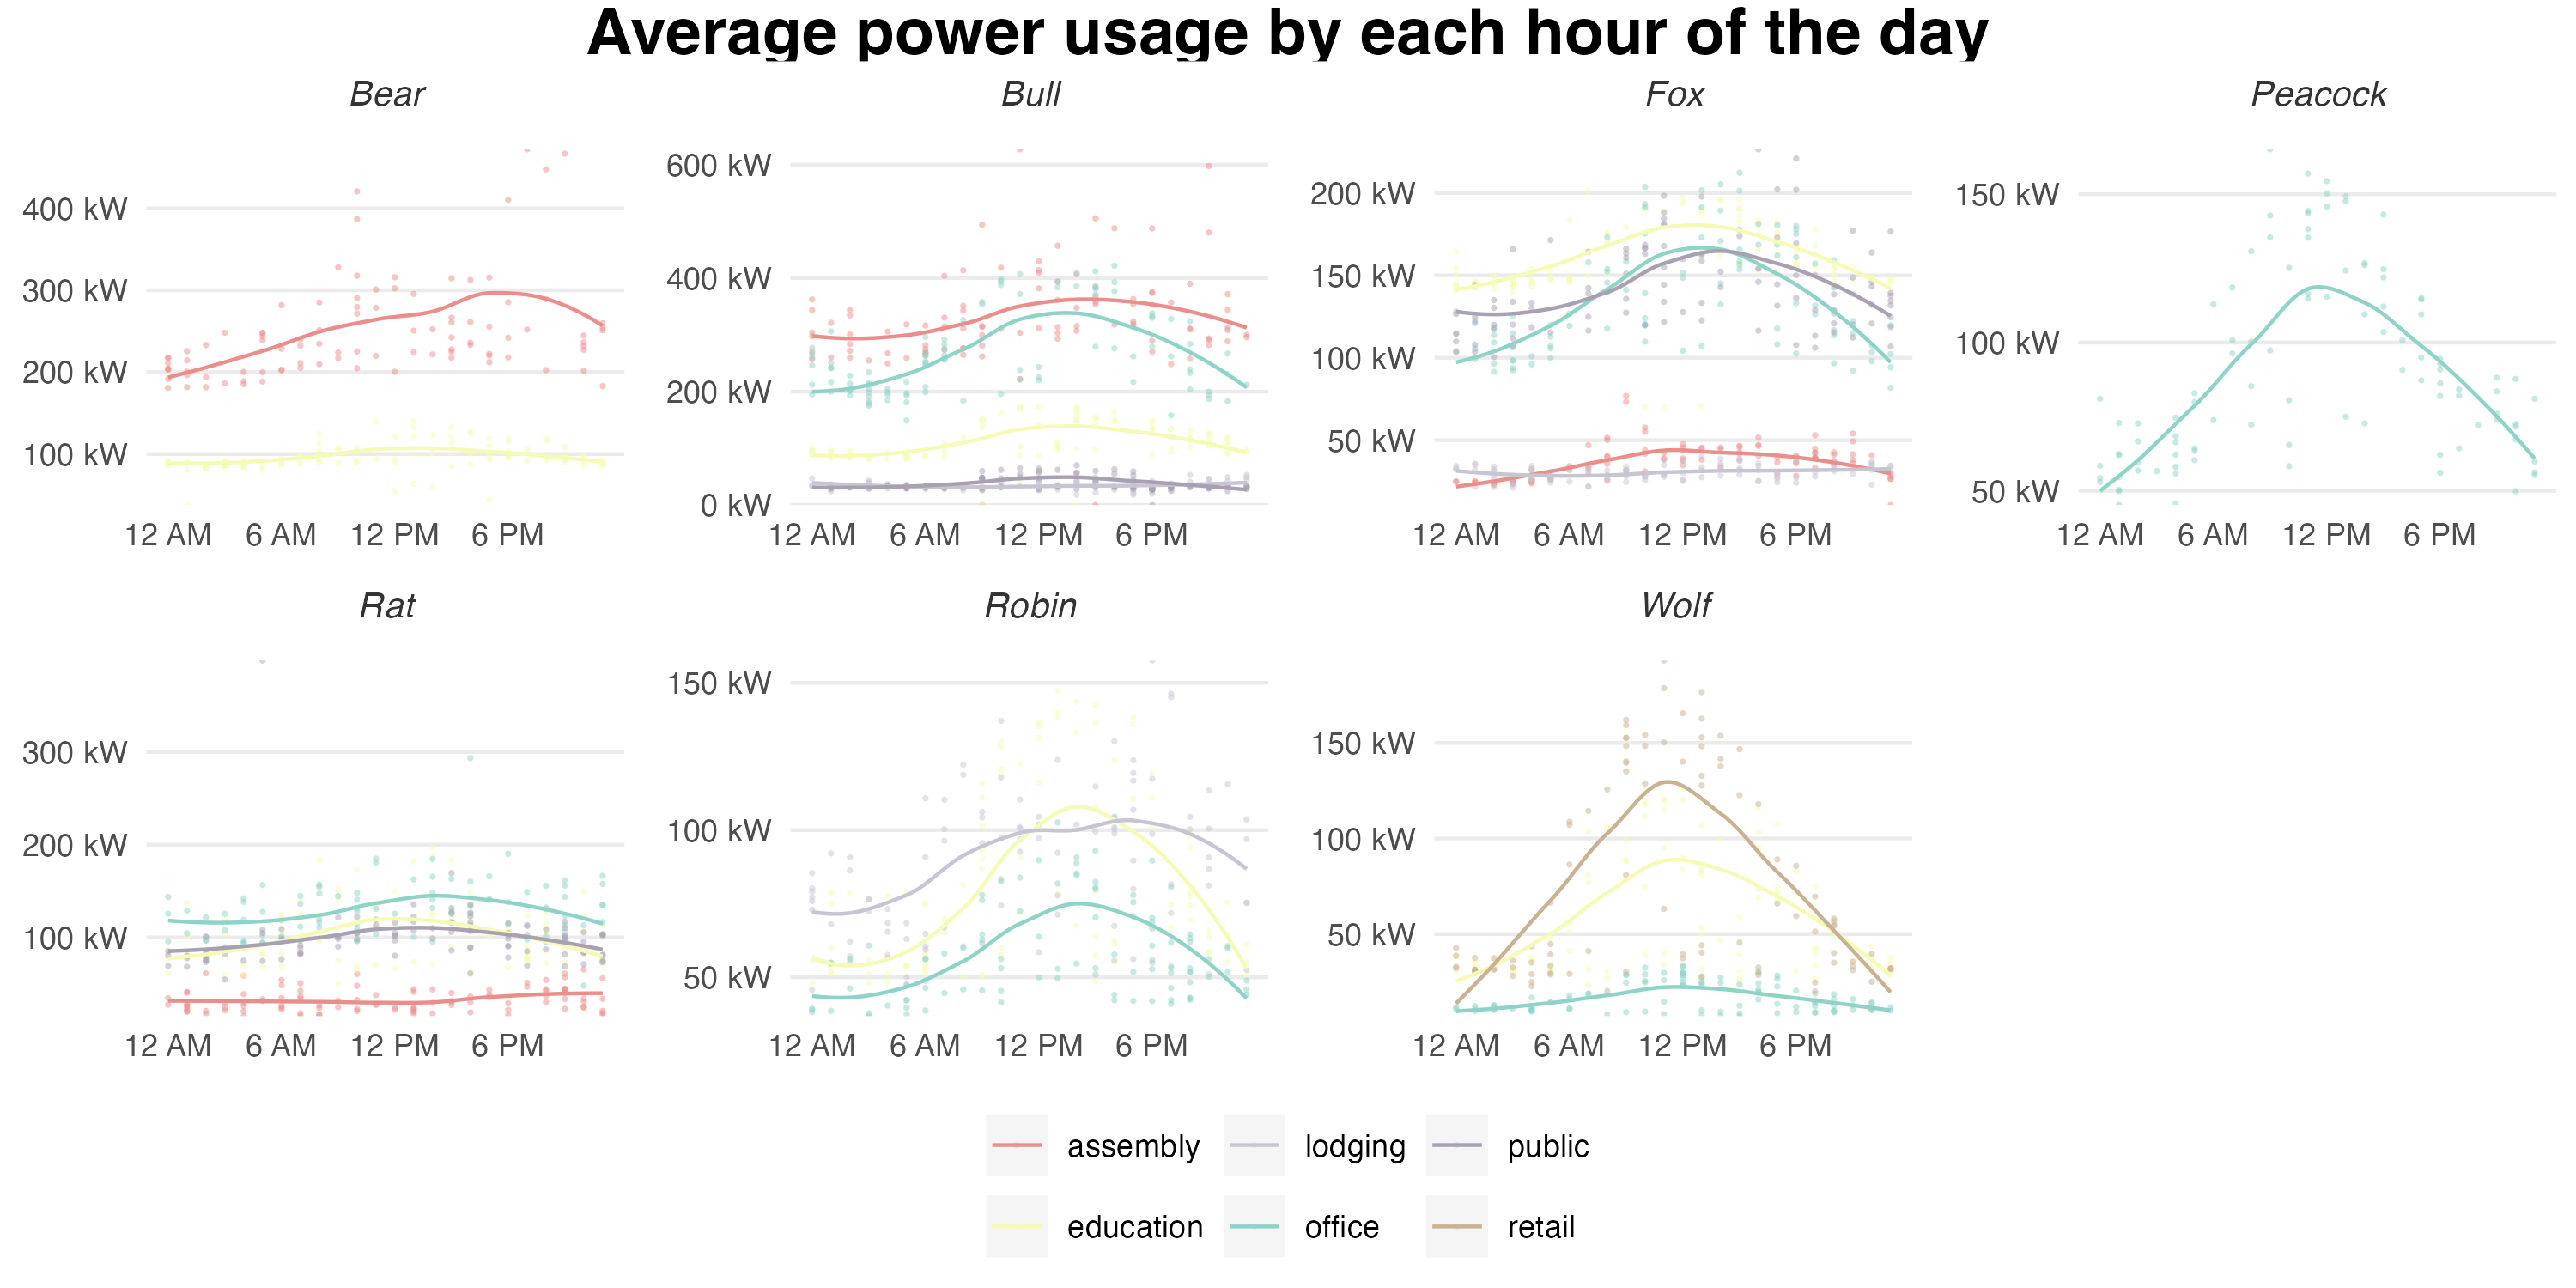 Average power usage by each hour of the day
Bear
Bull
Fox
Peacock
400 kW
300 kW
200 kW
100 kW
12 AM 6 AM 12 PM 6 PM
600 kW
400 kW
200 kW
0 kW
12 AM 6 AM 12 PM 6 PM
200 kW
150 kW
100 kW
50 kW
12 AM 6 AM 12 PM 6 PM
150 kW
100 kW
50 kW
12 AM 6 AM 12 PM 6 PM
Rat
Robin
Wolf
300 kW
200 kW
100 kW
12 AM 6 AM 12 PM 6 PM
150 kW
100 kW
50 kW
12 AM 6 AM 12 PM 6 PM
150 kW
100 kW
50 kW
12 AM 6 AM 12 PM 6 PM
assembly lodging public
education office retail